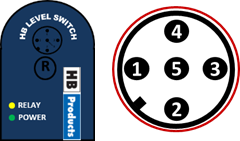 HB LEVEL SWITCH
R
HB
Products
RELAY
POWER
4
1 5 3
2